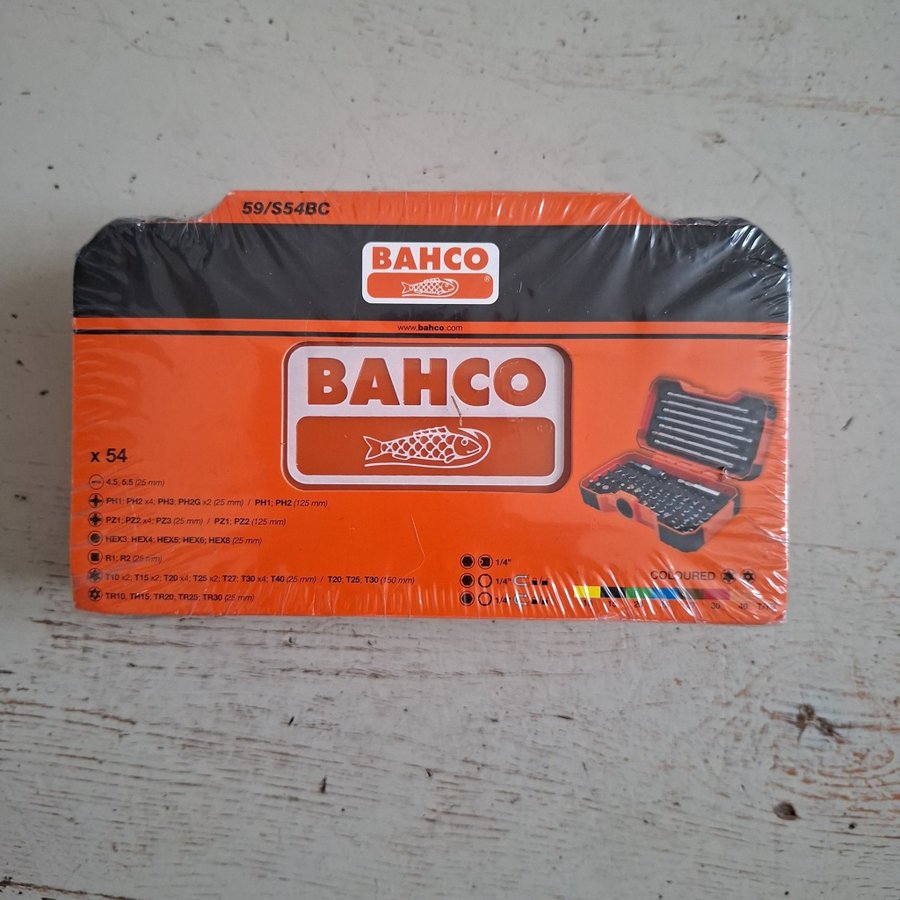 59/S54BC
BAHCO
www.bahco.com
BAHCO
x 54
4.5, 5.5 (25 mm)
PH1; PH2 x4; PH3; PH2G x2 (25 mm) / PH1; PH2 (125 mm)
PZ1; PZ2 x4; PZ3 (25 mm) / PZ1; PZ2 (125 mm)
HEX3; HEX4; HEX5; HEX6; HEX8 (25 mm)
R1; R2 (25 mm)
1/4"
T10 x2; T15 x2; T20 x4; T25 x2; T27; T30 x4; T40 (25 mm) / T20; T25; T30 (150 mm)
1/4"
COLOURED
TR10, TR15; TR20; TR25; TR30 (25 mm)
1/4"
15 20 30 40